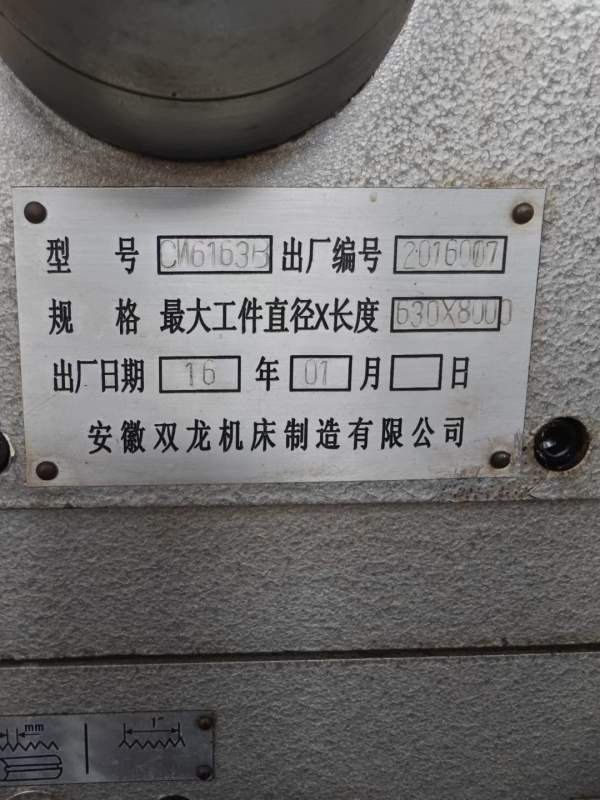 型 号 CW6163B 出厂编号 2016007
规 格 最大工件直径X长度 630X8000
出厂日期 16 年 01 月 日
安徽双龙机床制造有限公司
mm 1"